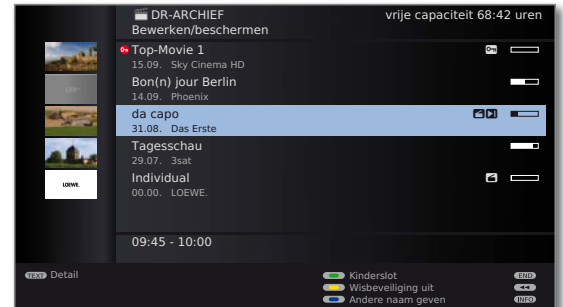 DR-ARCHIEF vrije capaciteit 68:42 uren
Bewerken/beschermen
Top-Movie 1
15.09. Sky Cinema HD
Bon(n) jour Berlin
14.09. Phoenix
da capo
31.08. Das Erste
Tagesschau
29.07. 3sat
Individual
00.00. LOEWE.
LOEWE.
09:45 - 10:00
TEXT Detail
Kinderslot END
Wisbeveiliging uit
Andere naam geven INFO